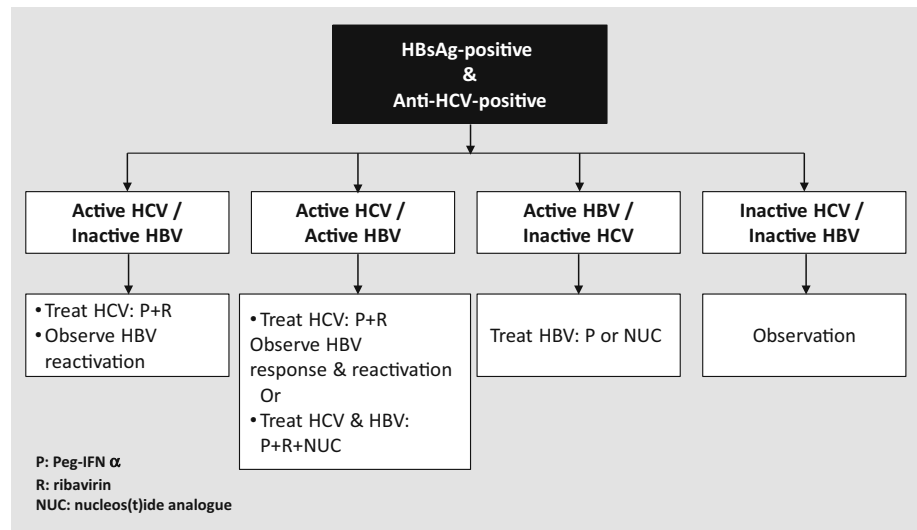 HBsAg-positive
&
Anti-HCV-positive
Active HCV /
Inactive HBV
Active HCV /
Active HBV
Active HBV /
Inactive HCV
Inactive HCV /
Inactive HBV
• Treat HCV: P+R
• Observe HBV
reactivation
• Treat HCV: P+R
Observe HBV
response & reactivation
Or
• Treat HCV & HBV:
P+R+NUC
Treat HBV: P or NUC
Observation
P: Peg-IFN α
R: ribavirin
NUC: nucleos(t)ide analogue